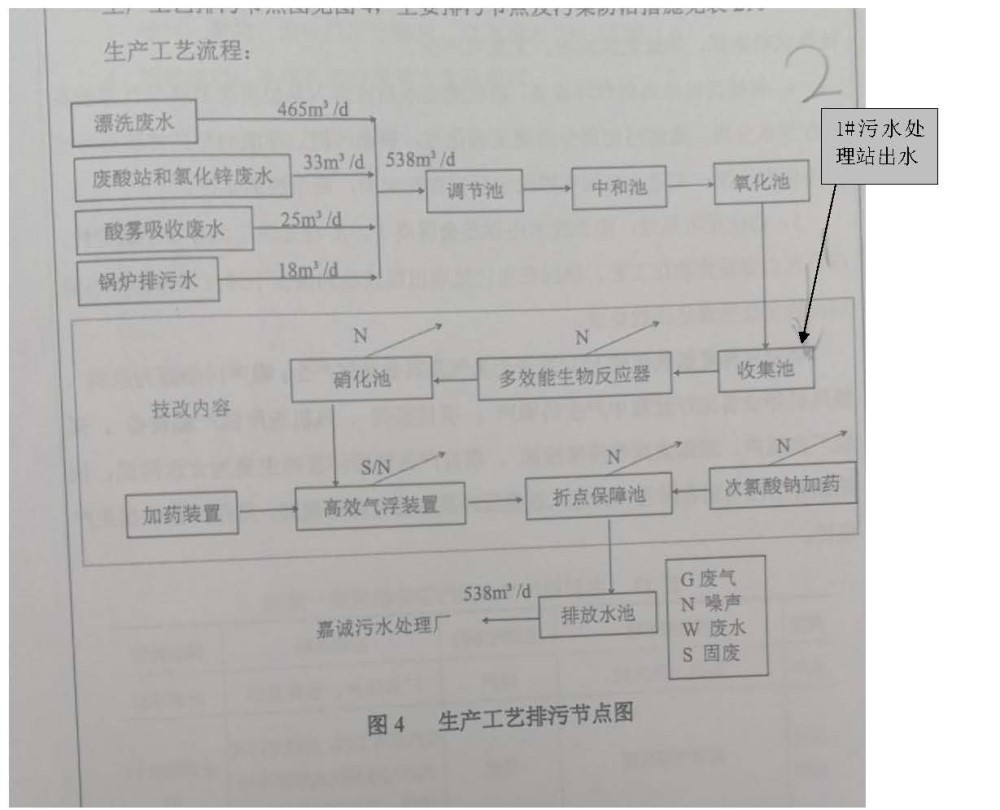 生产工艺流程：
2
漂洗废水
465m³/d
废酸站和氯化锌废水
33m³/d
538m³/d
调节池
中和池
氧化池
1#污水处
理站出水
酸雾吸收废水
25m³/d
锅炉排污水
18m³/d
N
N
硝化池
多效能生物反应器
收集池
技改内容
S/N
N
N
加药装置
高效气浮装置
折点保障池
次氯酸钠加药
538m³/d
嘉诚污水处理厂
排放水池
G 废气
N 噪声
W 废水
S 固废
图 4 生产工艺排污节点图